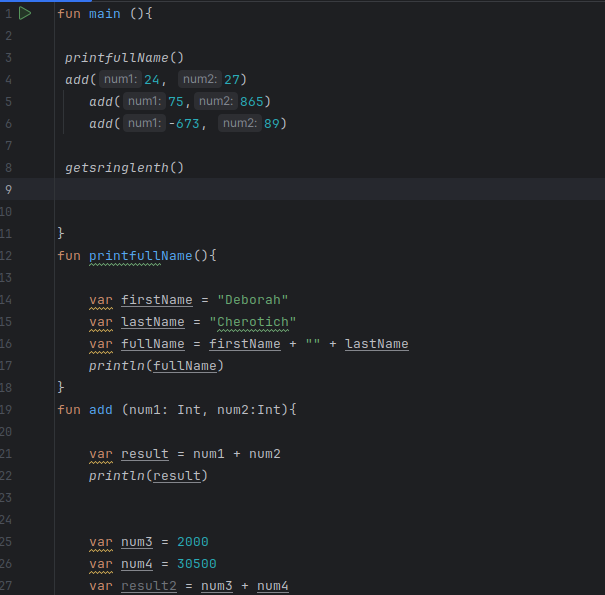 1 fun main (){
2
3 printfullName()
4 add( num1: 24, num2: 27)
5 add( num1: 75, num2: 865)
6 add( num1: -673, num2: 89)
7
8 getsringlenth()
9
10
11 }
12 fun printfullName(){
13
14 var firstName = "Deborah"
15 var lastName = "Cherotich"
16 var fullName = firstName + "" + lastName
17 println(fullName)
18 }
19 fun add (num1: Int, num2:Int){
20
21 var result = num1 + num2
22 println(result)
23
24
25 var num3 = 2000
26 var num4 = 30500
27 var result2 = num3 + num4